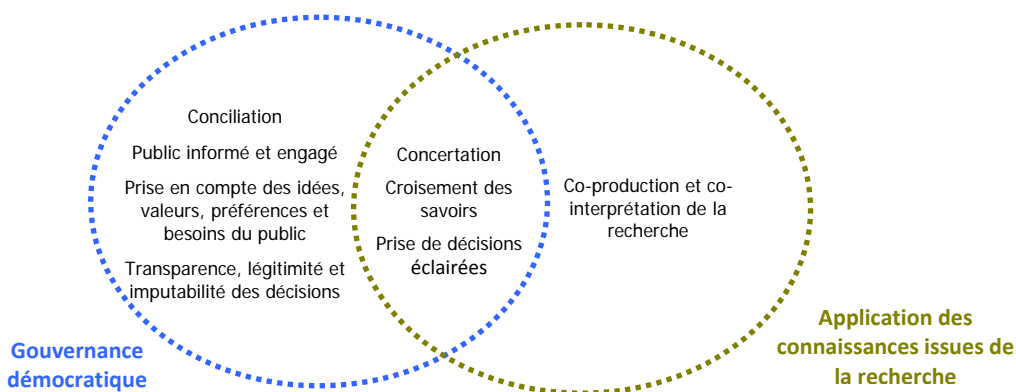 Conciliation
Public informé et engagé
Prise en compte des idées,
valeurs, préférences et
besoins du public
Transparence, légitimité et
imputabilité des décisions
Concertation
Croisement des
savoirs
Prise de décisions
éclairées
Co-production et co-
interprétation de la
recherche
Gouvernance
démocratique
Application des
connaissances issues de
la recherche